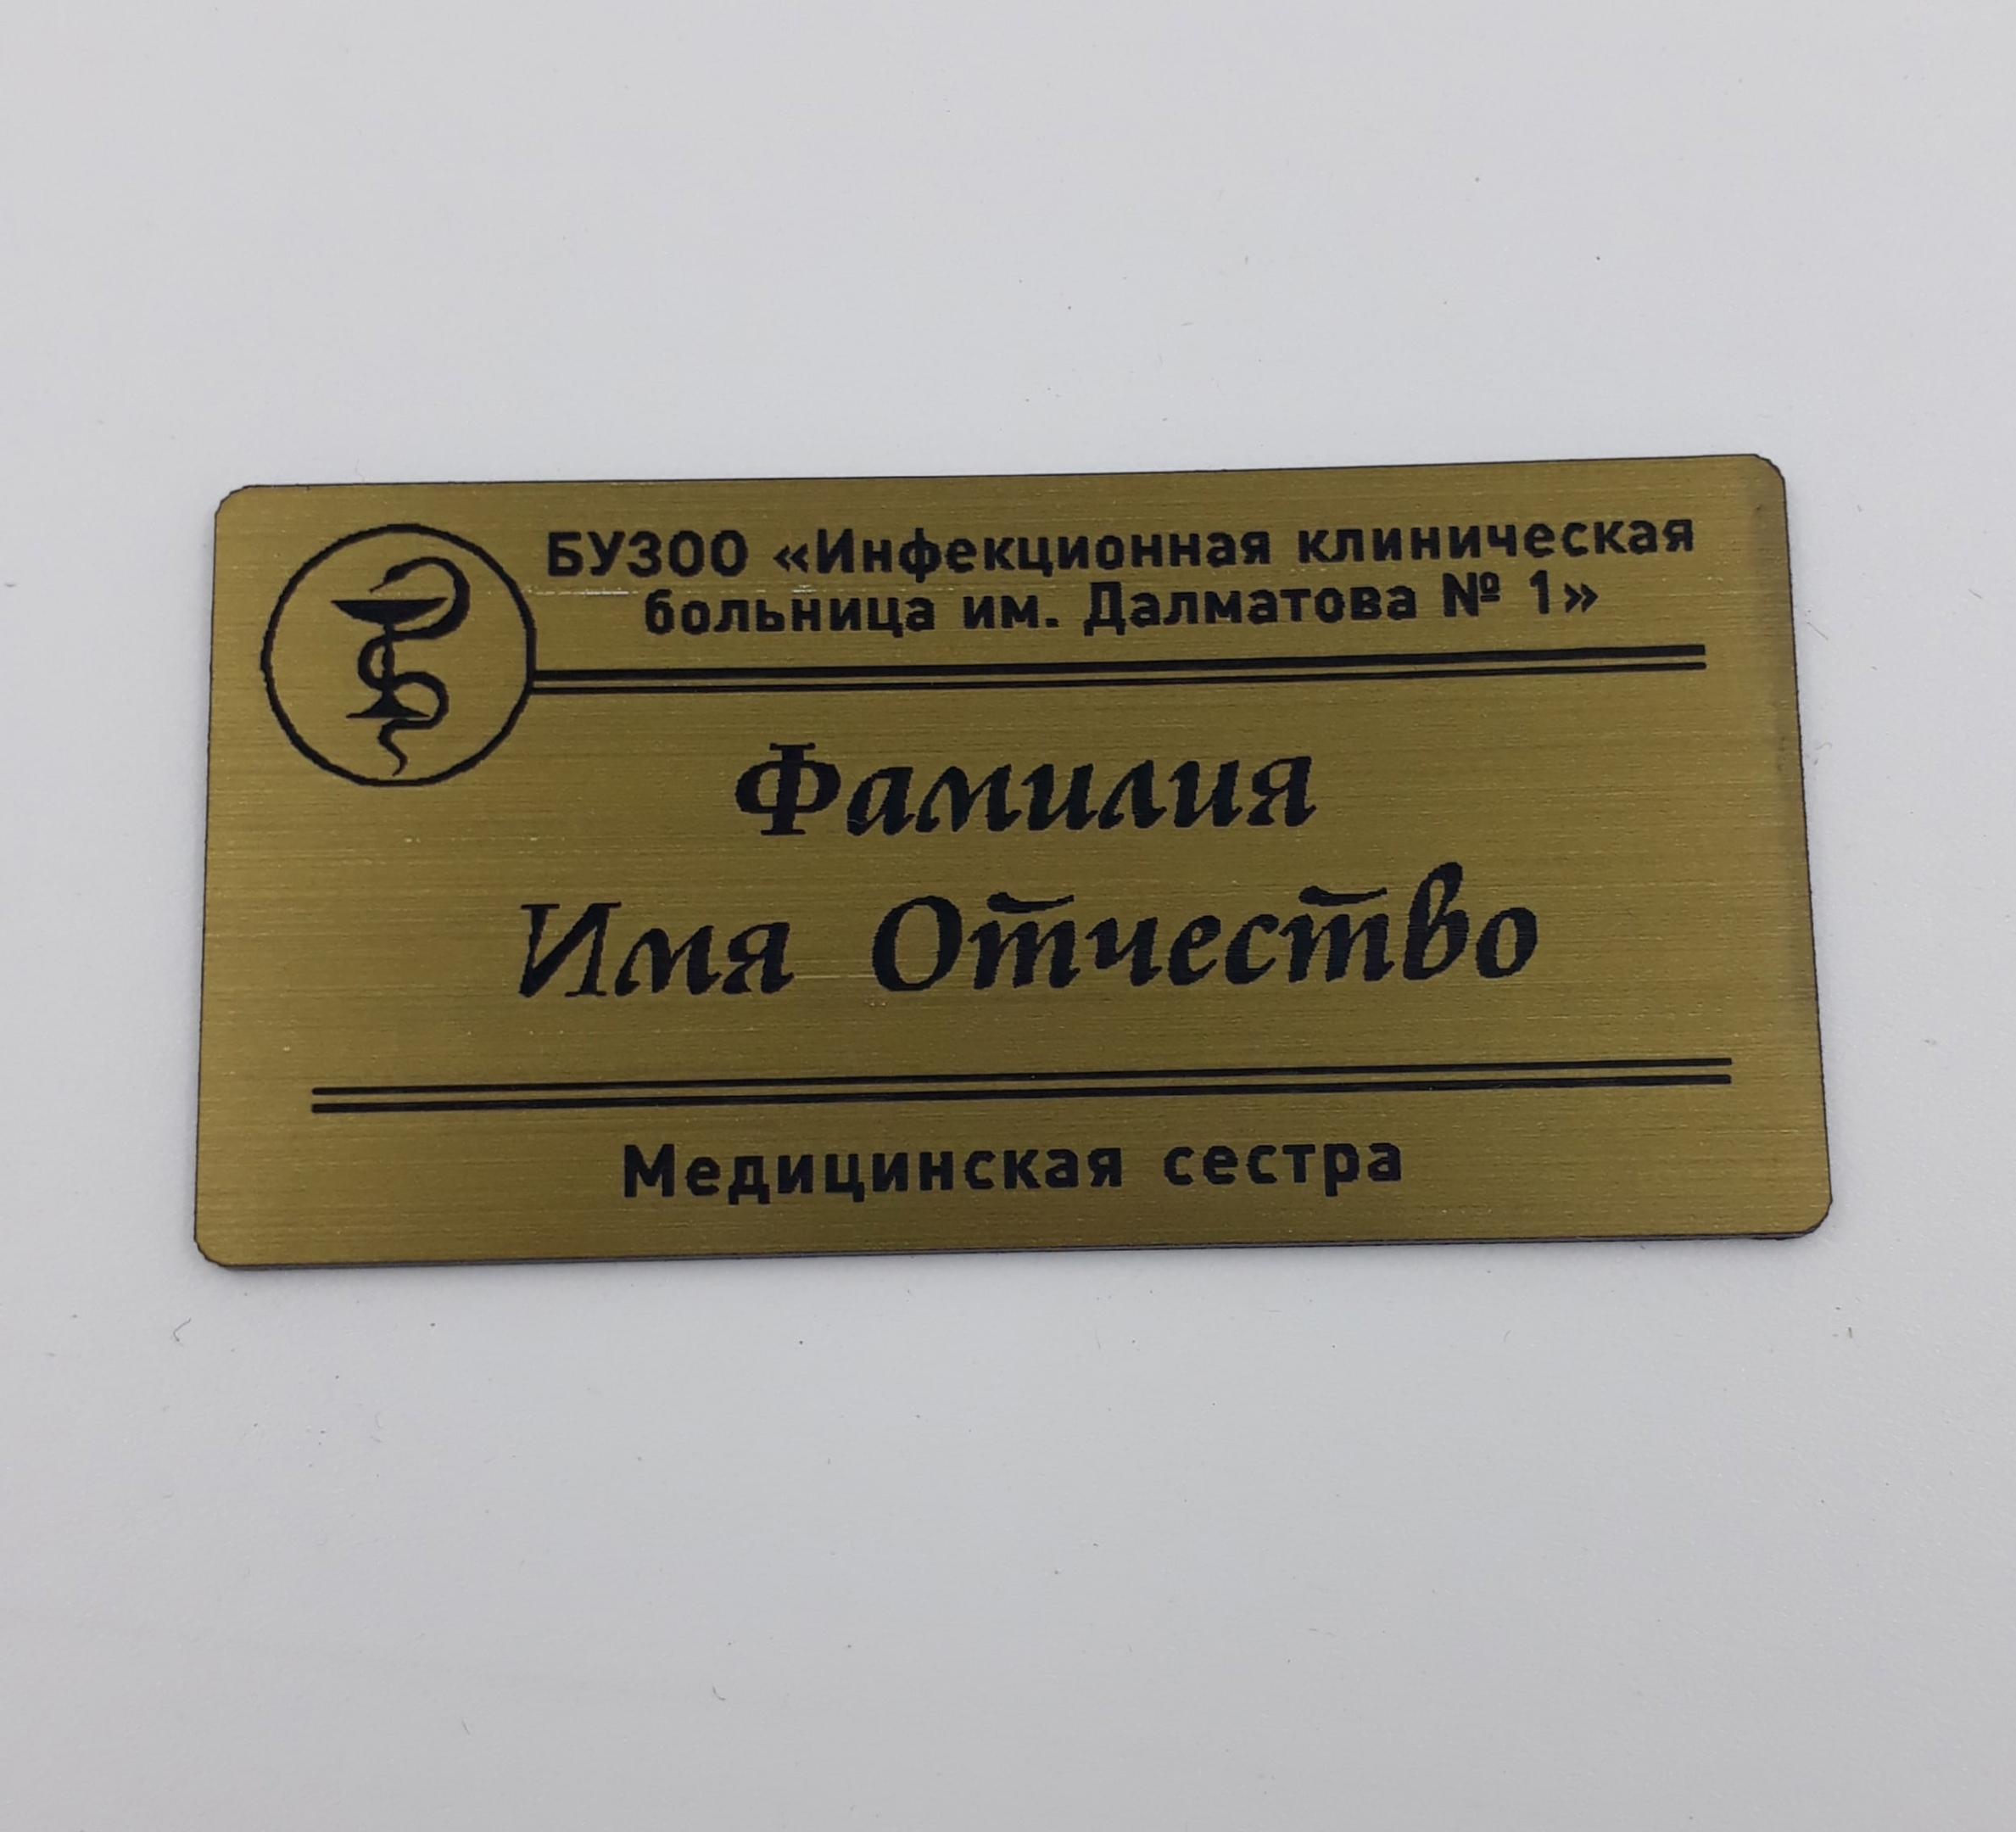 БУЗОО «Инфекционная клиническая
больница им. Далматова № 1»
Фамилия
Имя Отчество
Медицинская сестра